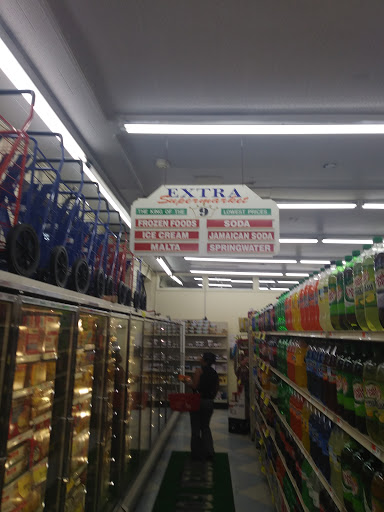 EXTRA
Supermarket
THE KING OF THE 9 LOWEST PRICES
FROZEN FOODS SODA
ICE CREAM JAMAICAN SODA
MALTA SPRINGWATER